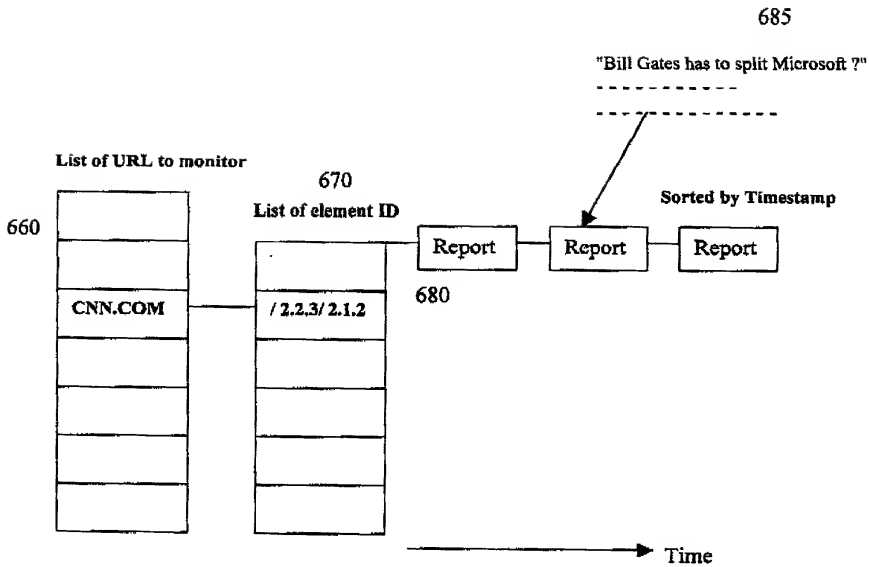 685
"Bill Gates has to split Microsoft ?"
List of URL to monitor
670
List of element ID
Sorted by Timestamp
660
Report
Report
Report
680
CNN.COM
/ 2.2.3/ 2.1.2
Time